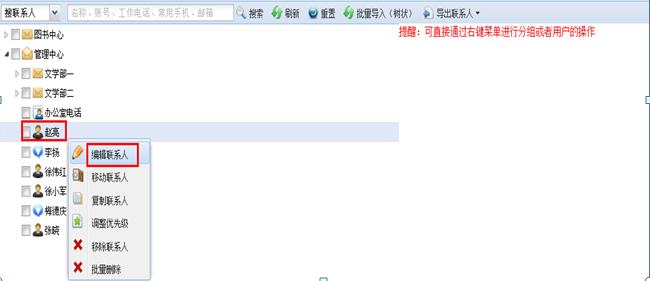 搜联系人 名称、账号、工作电话、常用手机、邮箱 搜索 刷新 重置 批量导入（树状） 导出联系人
提醒：可直接通过右键菜单进行分组或者用户的操作
图书中心
管理中心
文学部一
文学部二
办公室电话
赵亮
李扬
徐伟红
徐小军
梅德庆
张晓
编辑联系人
移动联系人
复制联系人
调整优先级
移除联系人
批量删除